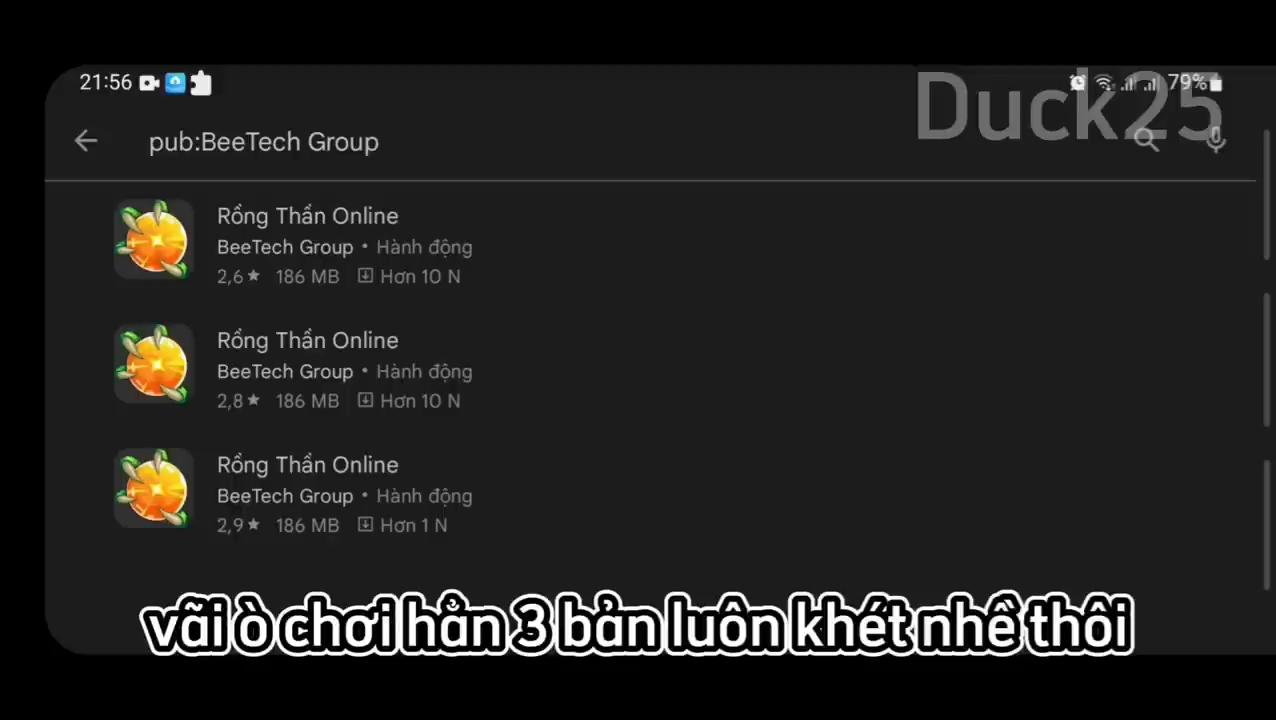 21:56
79%
Duck25
pub:BeeTech Group
Rồng Thần Online
BeeTech Group • Hành động
2,6★ 186 MB Hơn 10 N
Rồng Thần Online
BeeTech Group • Hành động
2,8★ 186 MB Hơn 10 N
Rồng Thần Online
BeeTech Group • Hành động
2,9★ 186 MB Hơn 1 N
vãi ò chơi hẳn 3 bản luôn khét nhề thôi